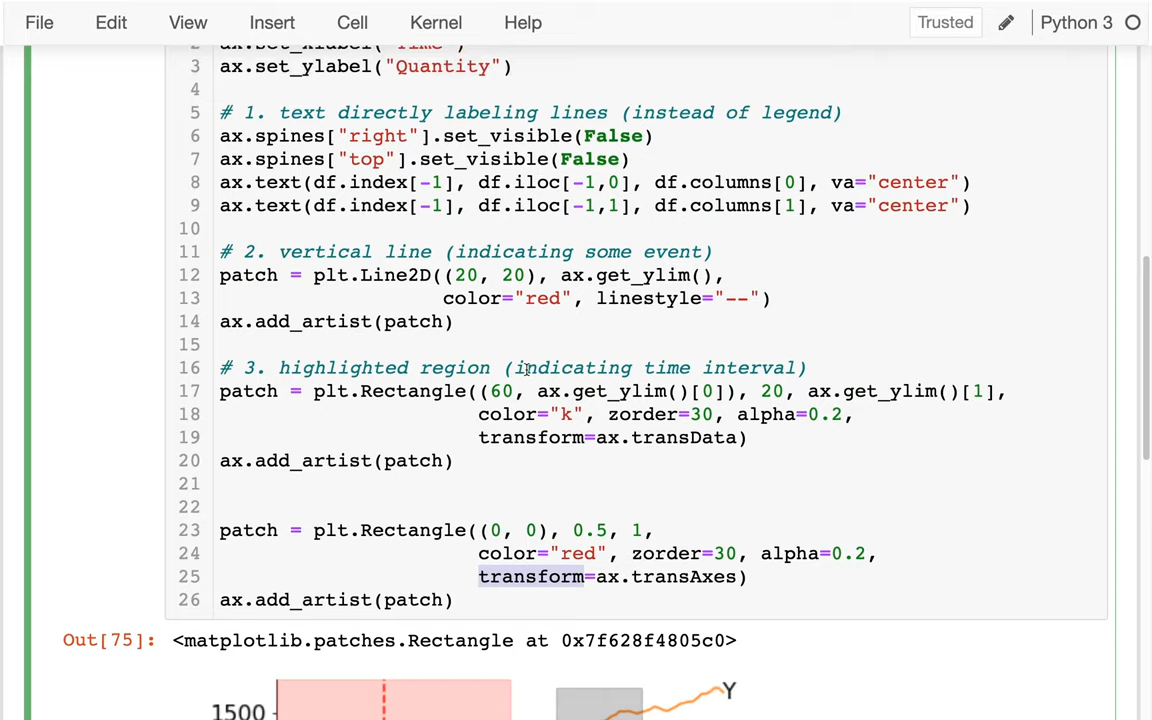 File Edit View Insert Cell Kernel Help Trusted Python 3
2 ax.set_xlabel("Time")
3 ax.set_ylabel("Quantity")
4
5 # 1. text directly labeling lines (instead of legend)
6 ax.spines["right"].set_visible(False)
7 ax.spines["top"].set_visible(False)
8 ax.text(df.index[-1], df.iloc[-1,0], df.columns[0], va="center")
9 ax.text(df.index[-1], df.iloc[-1,1], df.columns[1], va="center")
10
11 # 2. vertical line (indicating some event)
12 patch = plt.Line2D((20, 20), ax.get_ylim(),
13 color="red", linestyle="--")
14 ax.add_artist(patch)
15
16 # 3. highlighted region (indicating time interval)
17 patch = plt.Rectangle((60, ax.get_ylim()[0]), 20, ax.get_ylim()[1],
18 color="k", zorder=30, alpha=0.2,
19 transform=ax.transData)
20 ax.add_artist(patch)
21
22
23 patch = plt.Rectangle((0, 0), 0.5, 1,
24 color="red", zorder=30, alpha=0.2,
25 transform=ax.transAxes)
26 ax.add_artist(patch)
Out[75]: <matplotlib.patches.Rectangle at 0x7f628f4805c0>
Y
1500